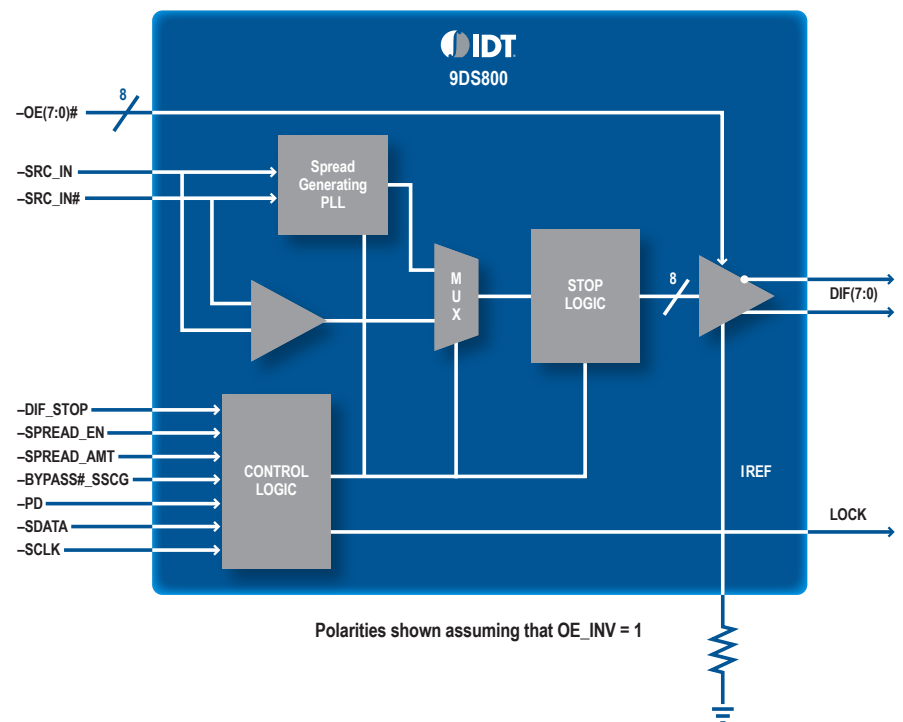 IDT
9DS800
8
–OE(7:0)#
–SRC_IN
–SRC_IN#
Spread
Generating
PLL
M
U
X
STOP
LOGIC
8
DIF(7:0)
–DIF_STOP
–SPREAD_EN
–SPREAD_AMT
–BYPASS#_SSCG
–PD
–SDATA
–SCLK
CONTROL
LOGIC
IREF
LOCK
Polarities shown assuming that OE_INV = 1